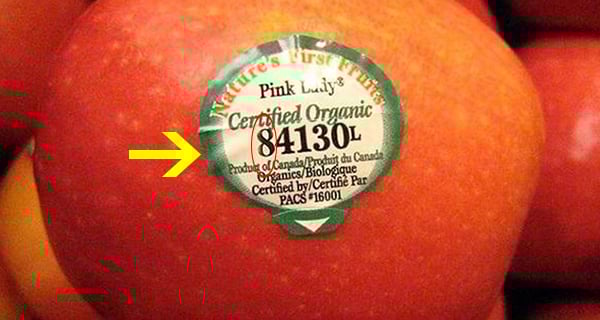 Nature's First Fruits
Pink Lady®
Certified Organic
84130L
Product of Canada/Produit du Canada
Organics/Biologique
Certified by/Certifié Par
PACS #16001